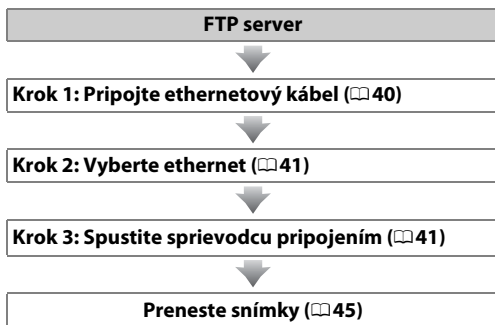 FTP server
Krok 1: Pripojte ethernetový kábel (📖40)
Krok 2: Vyberte ethernet (📖41)
Krok 3: Spustite sprievodcu pripojením (📖41)
Preneste snímky (📖45)